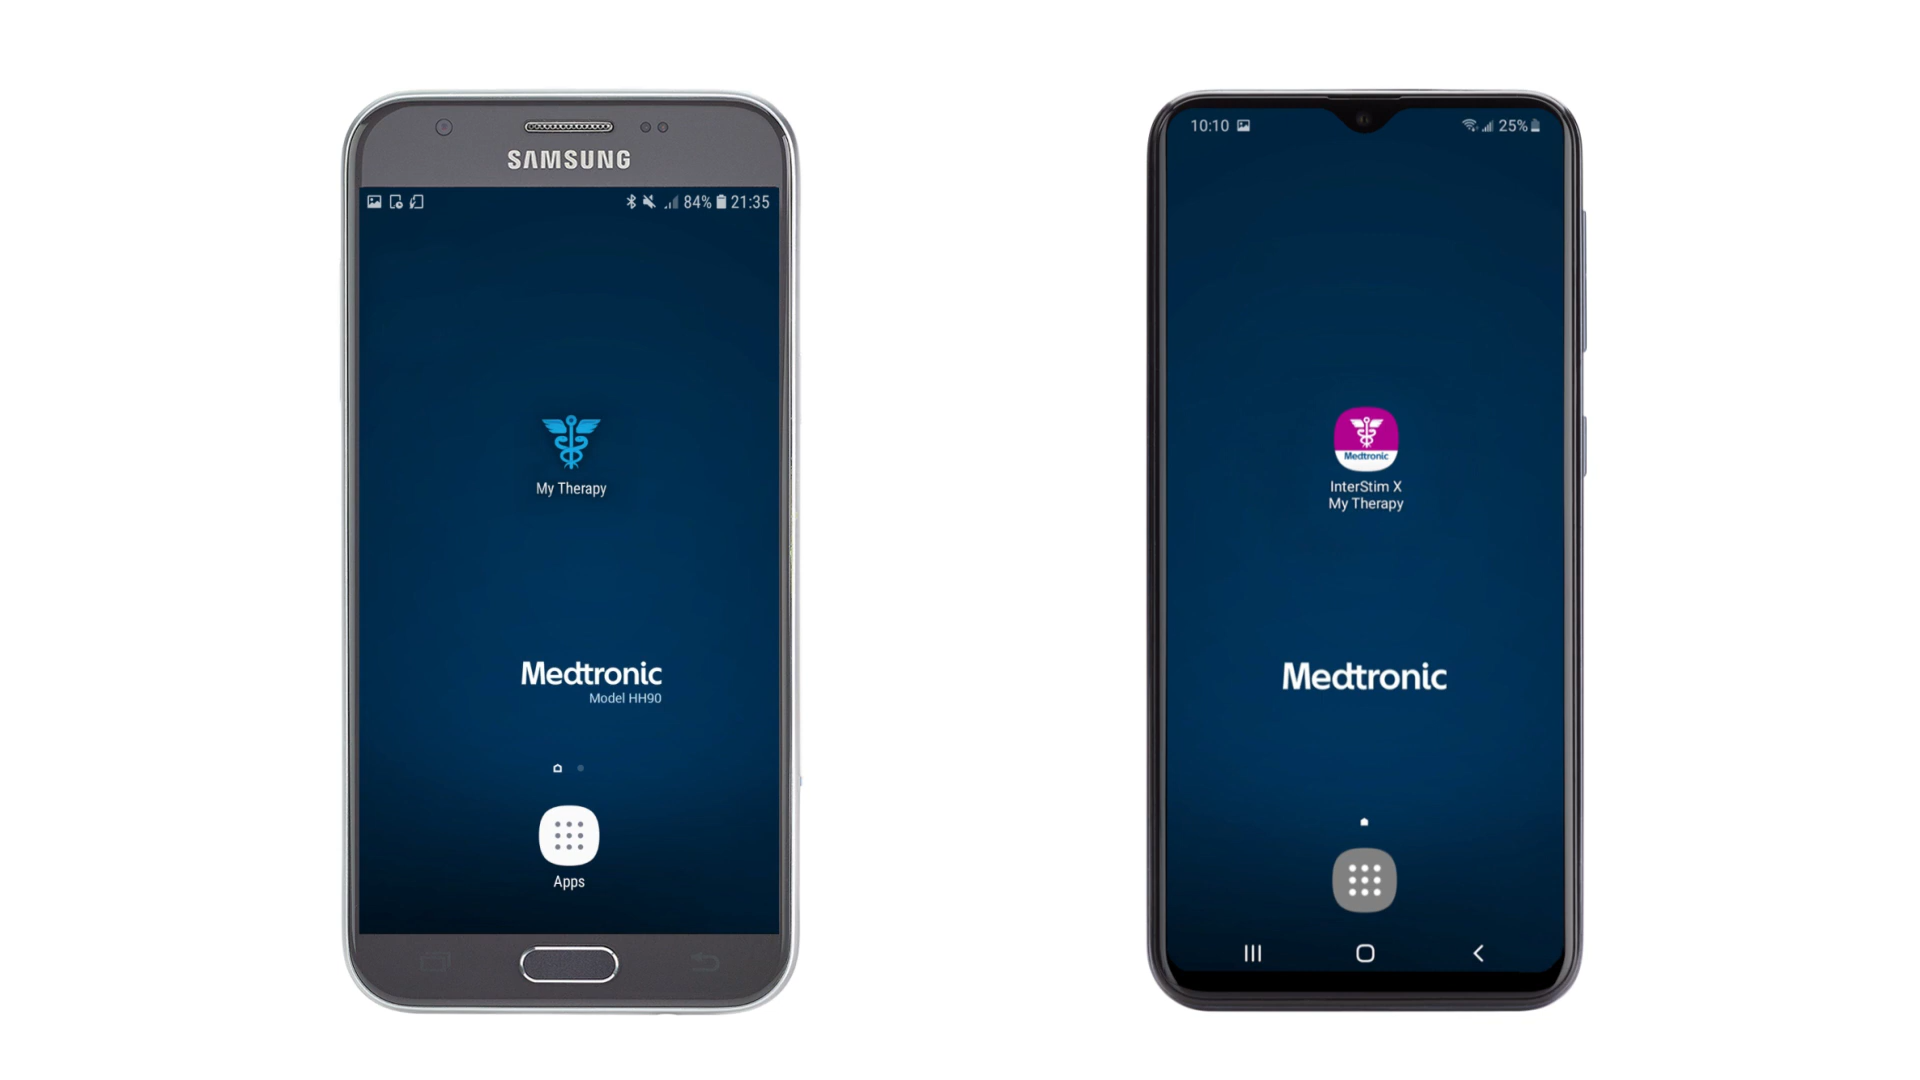 SAMSUNG
84% 21:35
My Therapy
Medtronic
Model HH90
Apps
10:10 25%
Medtronic
InterStim X
My Therapy
Medtronic